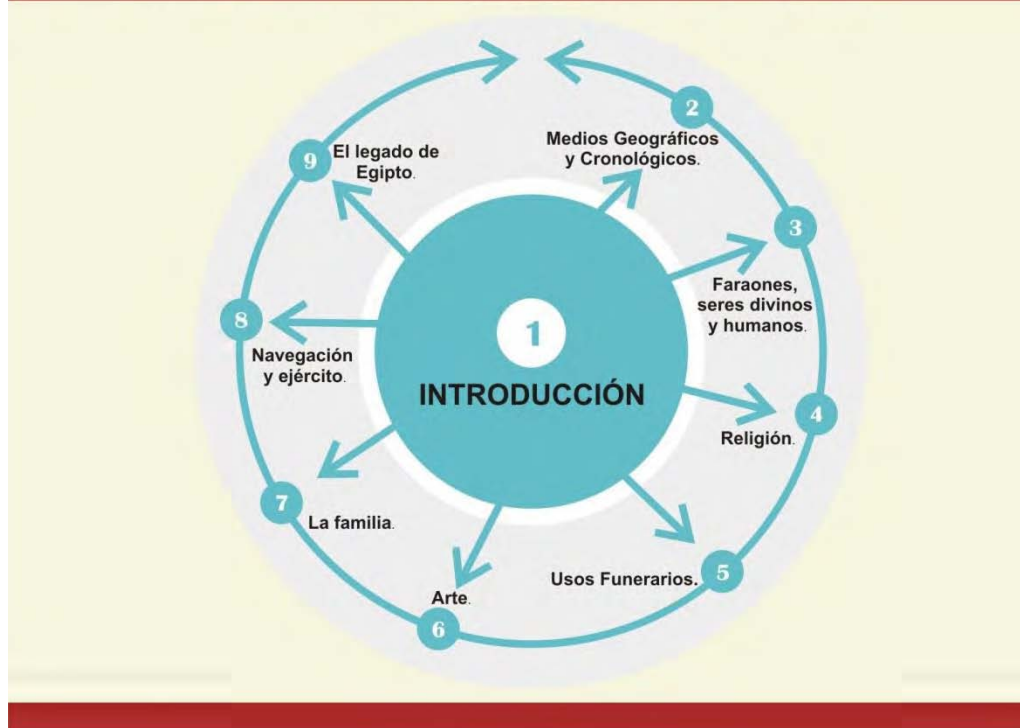 1
INTRODUCCIÓN
2
Medios Geográficos
y Cronológicos.
3
Faraones,
seres divinos
y humanos.
4
Religión.
5
Usos Funerarios.
6
Arte.
7
La familia.
8
Navegación
y ejército.
9
El legado de
Egipto.